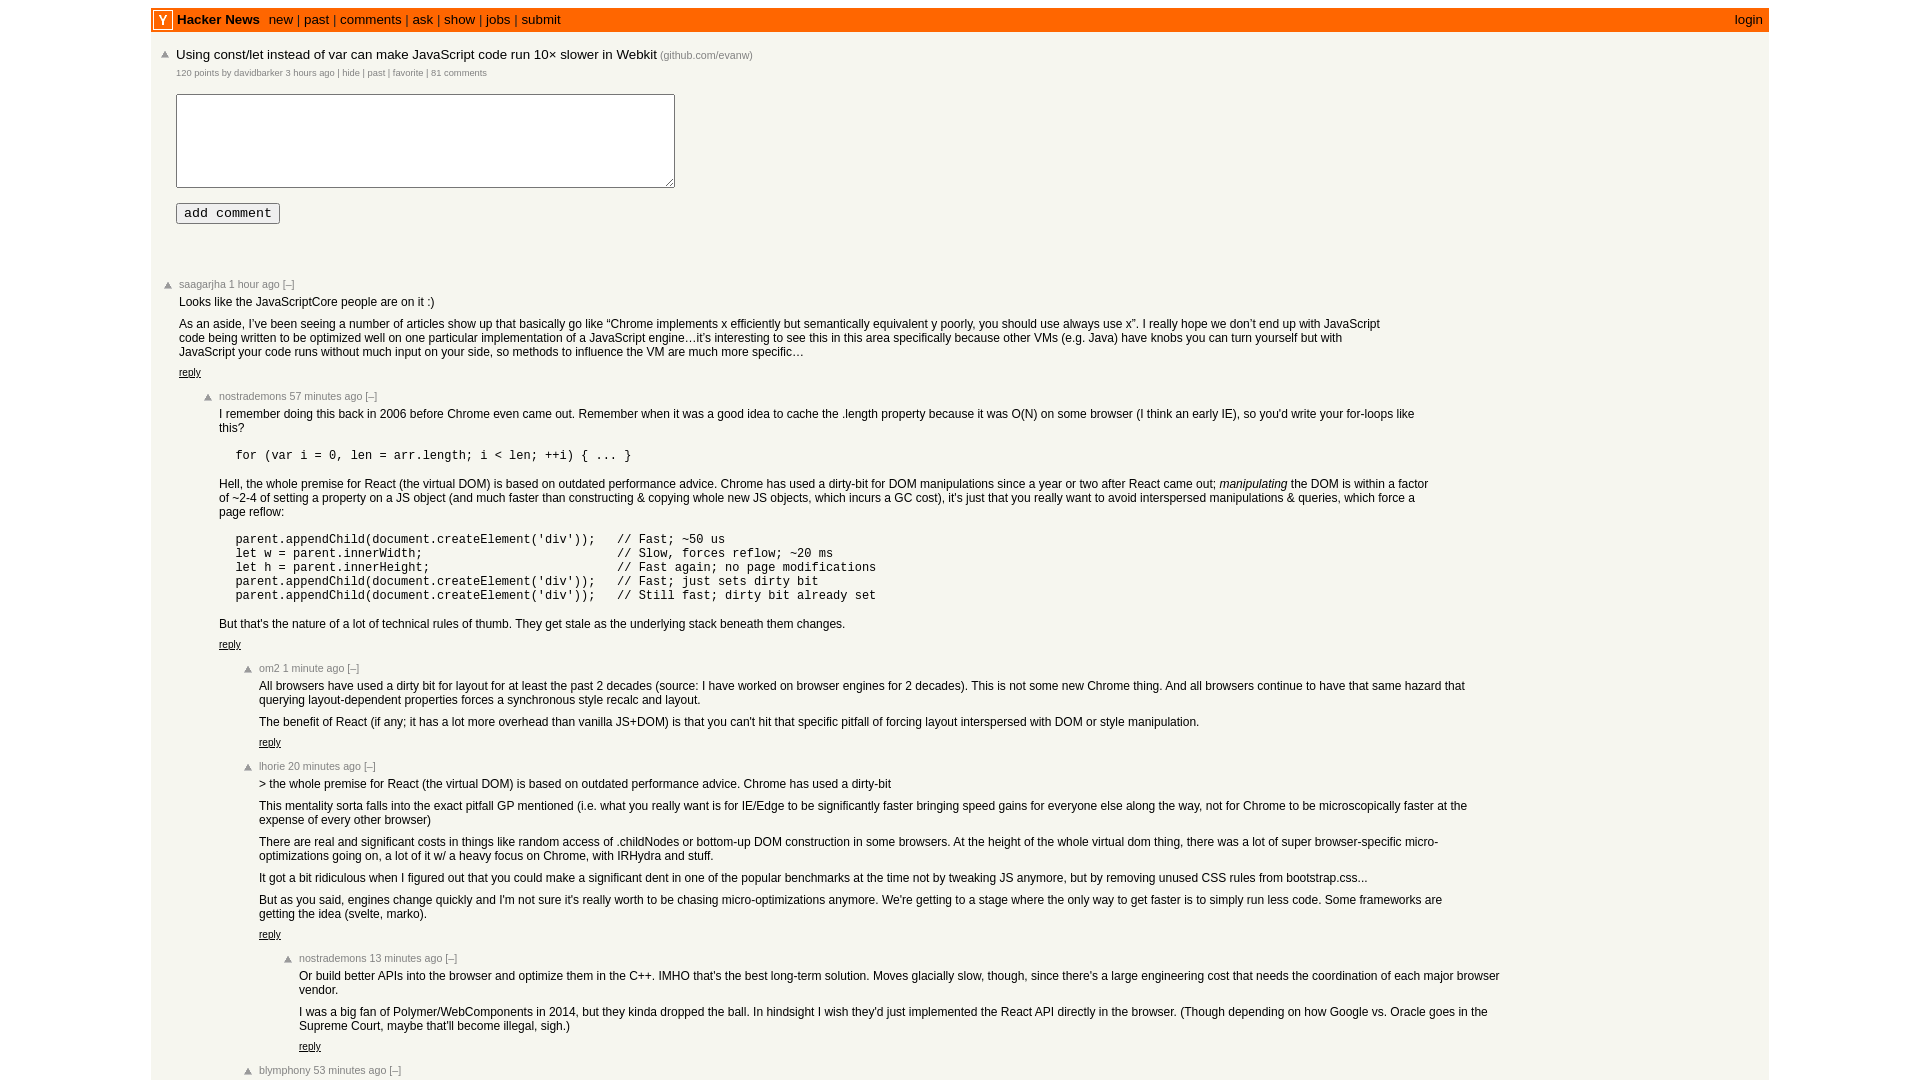 Y Hacker News new | past | comments | ask | show | jobs | submit login
Using const/let instead of var can make JavaScript code run 10× slower in Webkit (github.com/evanw)
120 points by davidbarker 3 hours ago | hide | past | favorite | 81 comments
add comment
saagarjha 1 hour ago [–]
Looks like the JavaScriptCore people are on it :)
As an aside, I’ve been seeing a number of articles show up that basically go like “Chrome implements x efficiently but semantically equivalent y poorly, you should use always use x”. I really hope we don’t end up with JavaScript
code being written to be optimized well on one particular implementation of a JavaScript engine…it’s interesting to see this in this area specifically because other VMs (e.g. Java) have knobs you can turn yourself but with
JavaScript your code runs without much input on your side, so methods to influence the VM are much more specific…
reply
nostrademons 57 minutes ago [–]
I remember doing this back in 2006 before Chrome even came out. Remember when it was a good idea to cache the .length property because it was O(N) on some browser (I think an early IE), so you'd write your for-loops like
this?
for (var i = 0, len = arr.length; i < len; ++i) { ... }
Hell, the whole premise for React (the virtual DOM) is based on outdated performance advice. Chrome has used a dirty-bit for DOM manipulations since a year or two after React came out; manipulating the DOM is within a factor
of ~2-4 of setting a property on a JS object (and much faster than constructing & copying whole new JS objects, which incurs a GC cost), it's just that you really want to avoid interspersed manipulations & queries, which force a
page reflow:
parent.appendChild(document.createElement('div'));   // Fast; ~50 us
let w = parent.innerWidth;                           // Slow, forces reflow; ~20 ms
let h = parent.innerHeight;                          // Fast again; no page modifications
parent.appendChild(document.createElement('div'));   // Fast; just sets dirty bit
parent.appendChild(document.createElement('div'));   // Still fast; dirty bit already set
But that's the nature of a lot of technical rules of thumb. They get stale as the underlying stack beneath them changes.
reply
om2 1 minute ago [–]
All browsers have used a dirty bit for layout for at least the past 2 decades (source: I have worked on browser engines for 2 decades). This is not some new Chrome thing. And all browsers continue to have that same hazard that
querying layout-dependent properties forces a synchronous style recalc and layout.
The benefit of React (if any; it has a lot more overhead than vanilla JS+DOM) is that you can't hit that specific pitfall of forcing layout interspersed with DOM or style manipulation.
reply
lhorie 20 minutes ago [–]
> the whole premise for React (the virtual DOM) is based on outdated performance advice. Chrome has used a dirty-bit
This mentality sorta falls into the exact pitfall GP mentioned (i.e. what you really want is for IE/Edge to be significantly faster bringing speed gains for everyone else along the way, not for Chrome to be microscopically faster at the
expense of every other browser)
There are real and significant costs in things like random access of .childNodes or bottom-up DOM construction in some browsers. At the height of the whole virtual dom thing, there was a lot of super browser-specific micro-
optimizations going on, a lot of it w/ a heavy focus on Chrome, with IRHydra and stuff.
It got a bit ridiculous when I figured out that you could make a significant dent in one of the popular benchmarks at the time not by tweaking JS anymore, but by removing unused CSS rules from bootstrap.css...
But as you said, engines change quickly and I'm not sure it's really worth to be chasing micro-optimizations anymore. We're getting to a stage where the only way to get faster is to simply run less code. Some frameworks are
getting the idea (svelte, marko).
reply
nostrademons 13 minutes ago [–]
Or build better APIs into the browser and optimize them in the C++. IMHO that's the best long-term solution. Moves glacially slow, though, since there's a large engineering cost that needs the coordination of each major browser
vendor.
I was a big fan of Polymer/WebComponents in 2014, but they kinda dropped the ball. In hindsight I wish they'd just implemented the React API directly in the browser. (Though depending on how Google vs. Oracle goes in the
Supreme Court, maybe that'll become illegal, sigh.)
reply
blymphony 53 minutes ago [–]